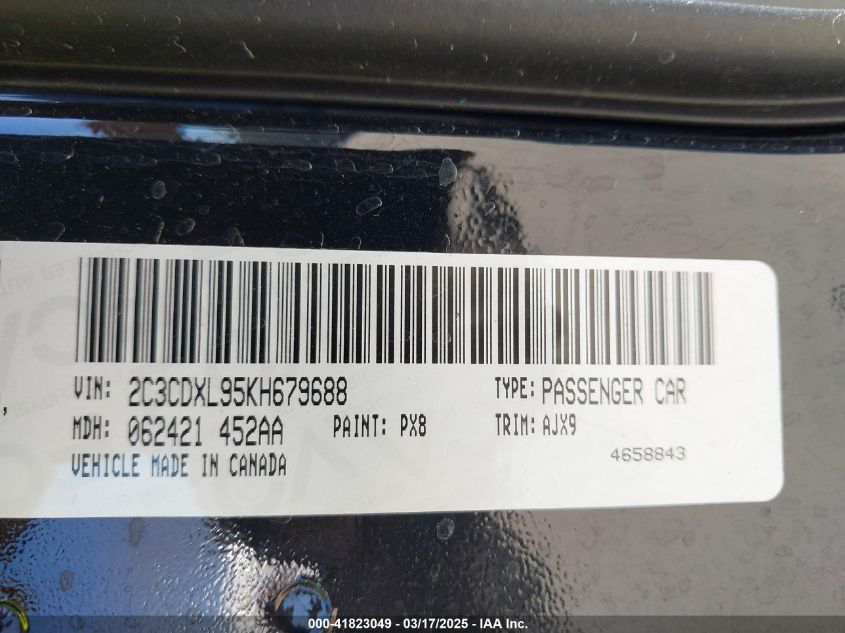 VIN: 2C3CDXL95KH679688 TYPE: PASSENGER CAR
MDH: 062421 452AA PAINT: PX8 TRIM: AJX9
VEHICLE MADE IN CANADA 4658843
000-41823049 - 03/17/2025 - IAA Inc.